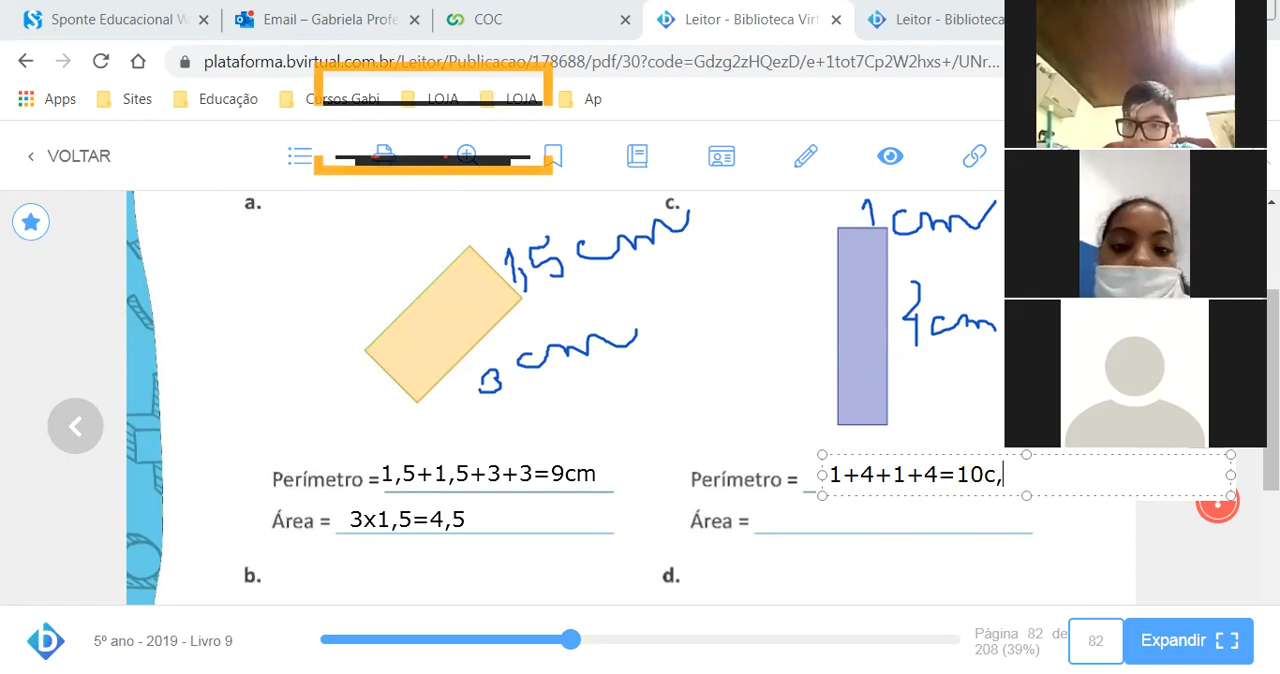 Sponte Educacional W
Email – Gabriela Profe
COC
Leitor - Biblioteca Virt
Leitor - Biblioteca
plataforma.bvirtual.com.br/Leitor/Publicacao/178688/pdf/30?code=Gdzg2zHQezD/e+1tot7Cp2W2hxs+/UNr...
Apps
Sites
Educação
Cursos Gabi
LOJA
LOJA
Ap
VOLTAR
a.
1,5 cm
3 cm
Perímetro = 1,5+1,5+3+3=9cm
Área = 3x1,5=4,5
b.
c.
1 cm
4 cm
Perímetro = 1+4+1+4=10c,
Área =
d.
5º ano - 2019 - Livro 9
Página 82 de
208 (39%)
82
Expandir